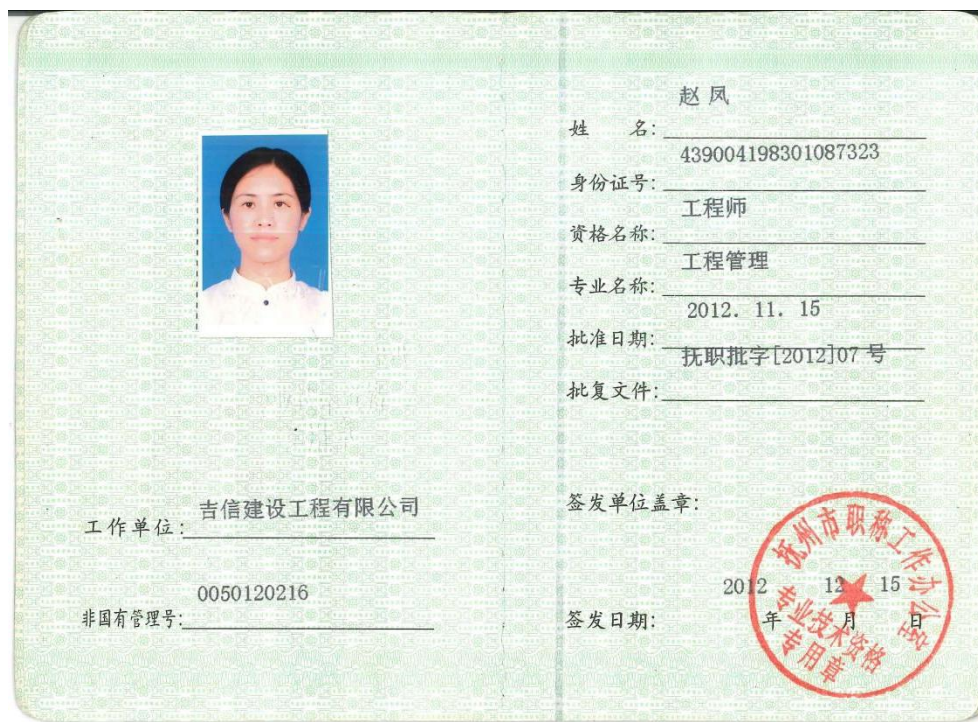 赵凤
姓 名:
439004198301087323
身份证号:
工程师
资格名称:
工程管理
专业名称:
2012. 11. 15
批准日期:
抚职批字[2012]07号
批复文件:
吉信建设工程有限公司
工作单位:
0050120216
非国有管理号:
签发单位盖章:
2012 12 15
签发日期: 年 月 日
抚州市职称工作办公室
专业技术资格
专用章